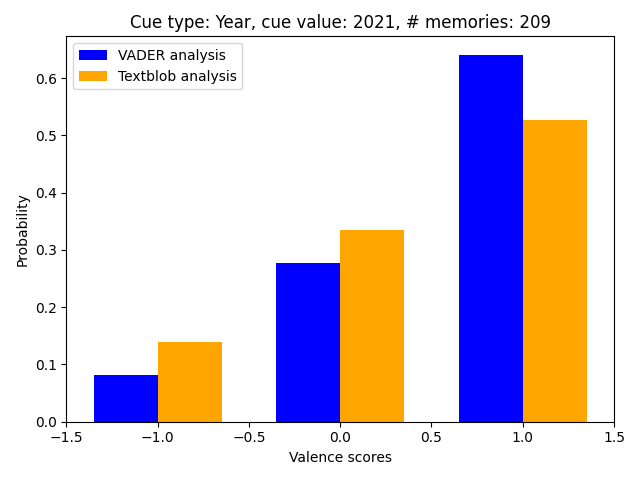 Cue type: Year, cue value: 2021, # memories: 209
VADER analysis
Textblob analysis
Probability
0.6
0.5
0.4
0.3
0.2
0.1
0.0
−1.5 −1.0 −0.5 0.0 0.5 1.0 1.5
Valence scores